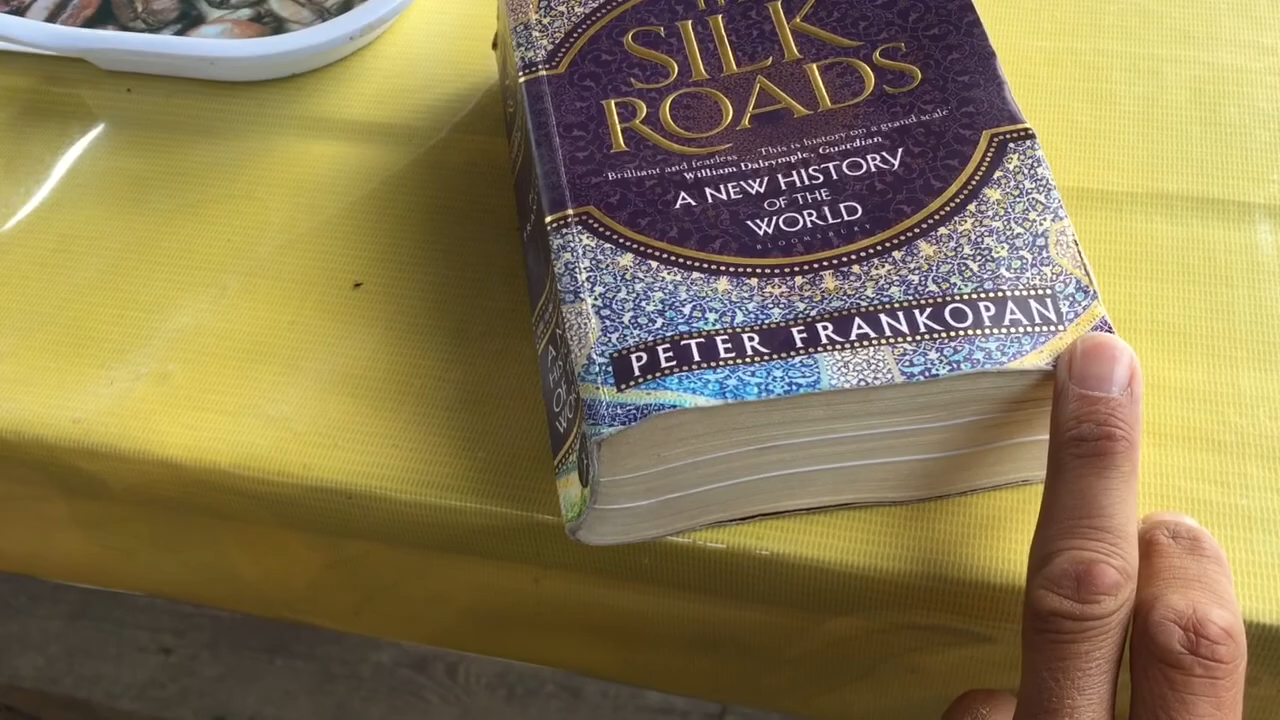 SILK
ROADS
'Brilliant and fearless ... This is history on a grand scale'
William Dalrymple, Guardian
A NEW HISTORY
OF THE
WORLD
BLOOMSBURY
PETER FRANKOPAN